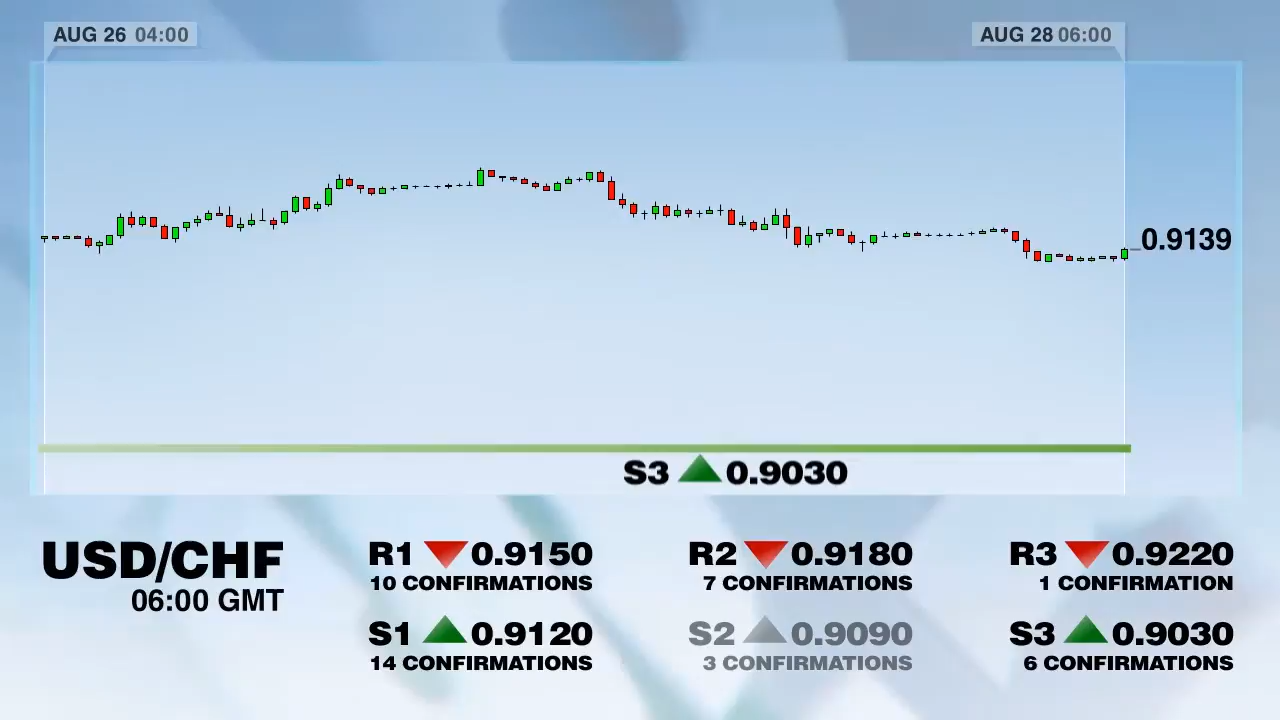 AUG 26 04:00
AUG 28 06:00
0.9139
S3 0.9030
USD/CHF
06:00 GMT
R1 0.9150
10 CONFIRMATIONS
R2 0.9180
7 CONFIRMATIONS
R3 0.9220
1 CONFIRMATION
S1 0.9120
14 CONFIRMATIONS
S2 0.9090
3 CONFIRMATIONS
S3 0.9030
6 CONFIRMATIONS